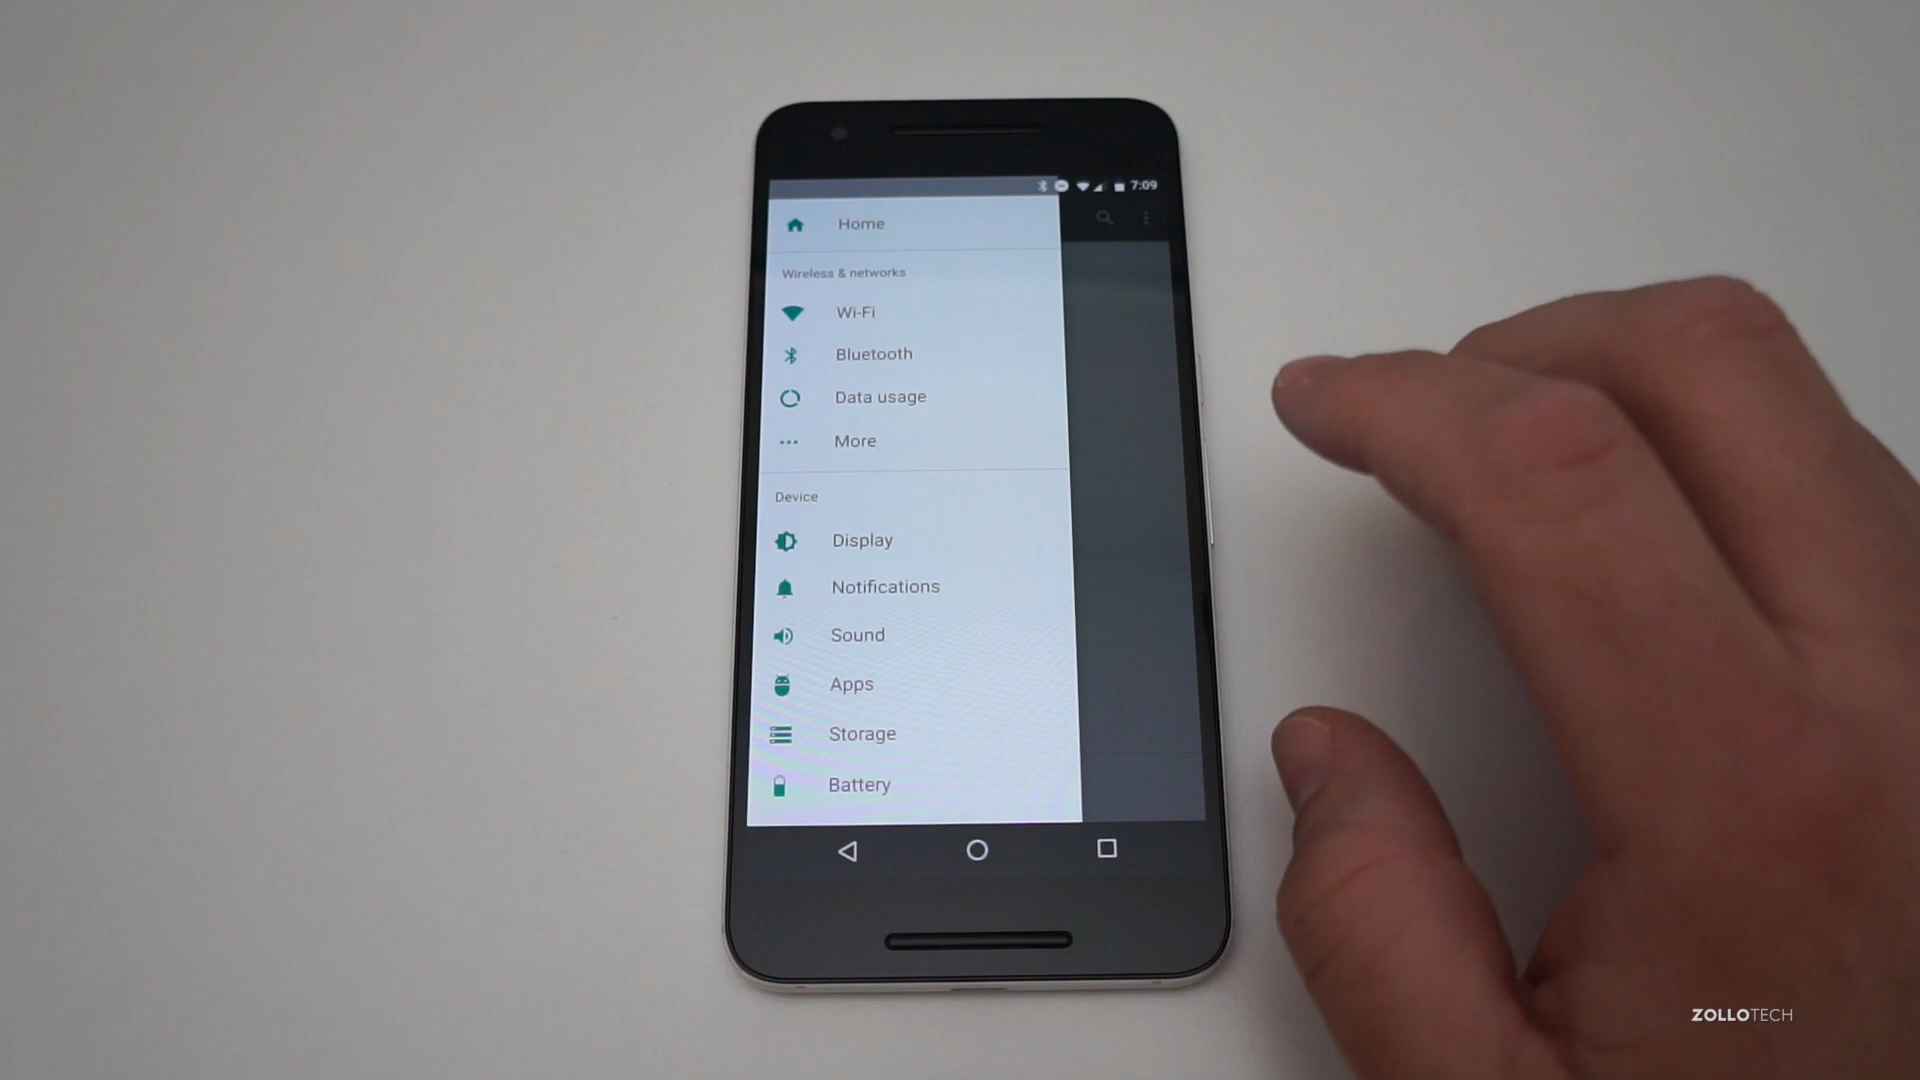 7:09
Home
Wireless & networks
Wi-Fi
Bluetooth
Data usage
More
Device
Display
Notifications
Sound
Apps
Storage
Battery
ZOLLOTECH